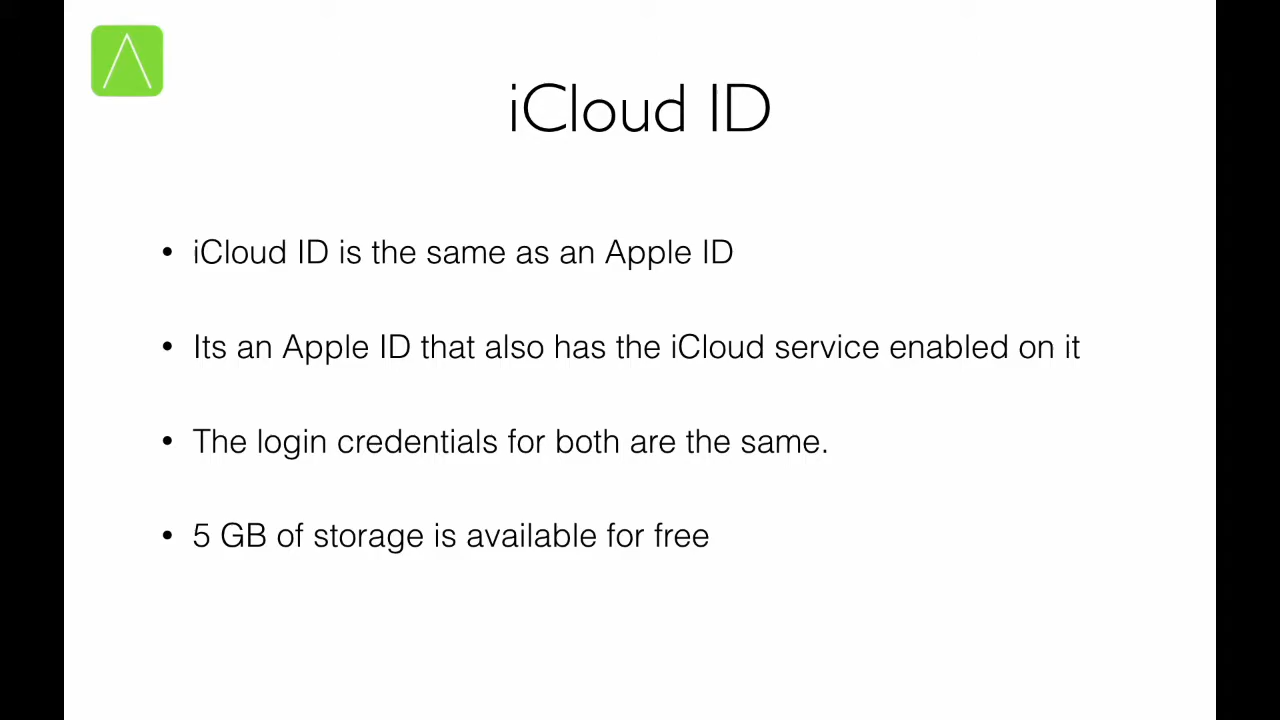 iCloud ID
• iCloud ID is the same as an Apple ID
• Its an Apple ID that also has the iCloud service enabled on it
• The login credentials for both are the same.
• 5 GB of storage is available for free